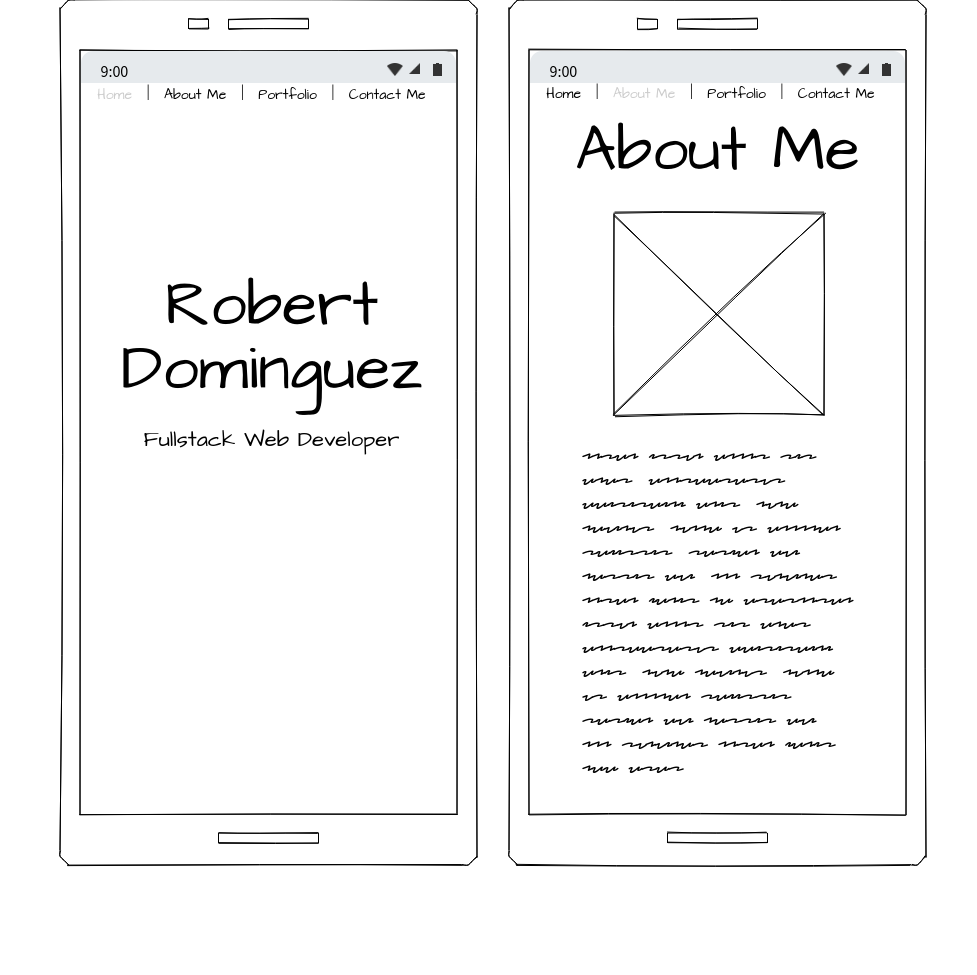 9:00
Home | About Me | Portfolio | Contact Me
Robert
Dominguez
Fullstack Web Developer
9:00
Home | About Me | Portfolio | Contact Me
About Me